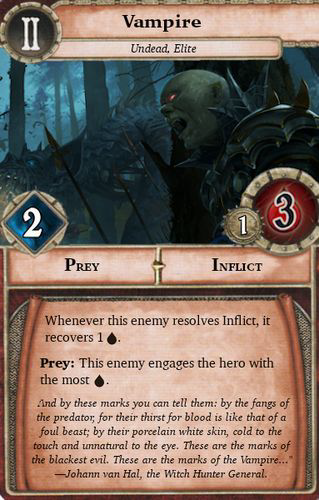 II
Vampire
Undead, Elite
2
1
3
Prey
Inflict
Whenever this enemy resolves Inflict, it
recovers 1 .
Prey: This enemy engages the hero with
the most .
And by these marks you can tell them: by the fangs of
the predator, for their thirst for blood is like that of a
foul beast; by their porcelain white skin, cold to the
touch and unnatural to the eye. These are the marks of
the blackest evil. These are the marks of the Vampire..."
—Johann van Hal, the Witch Hunter General.